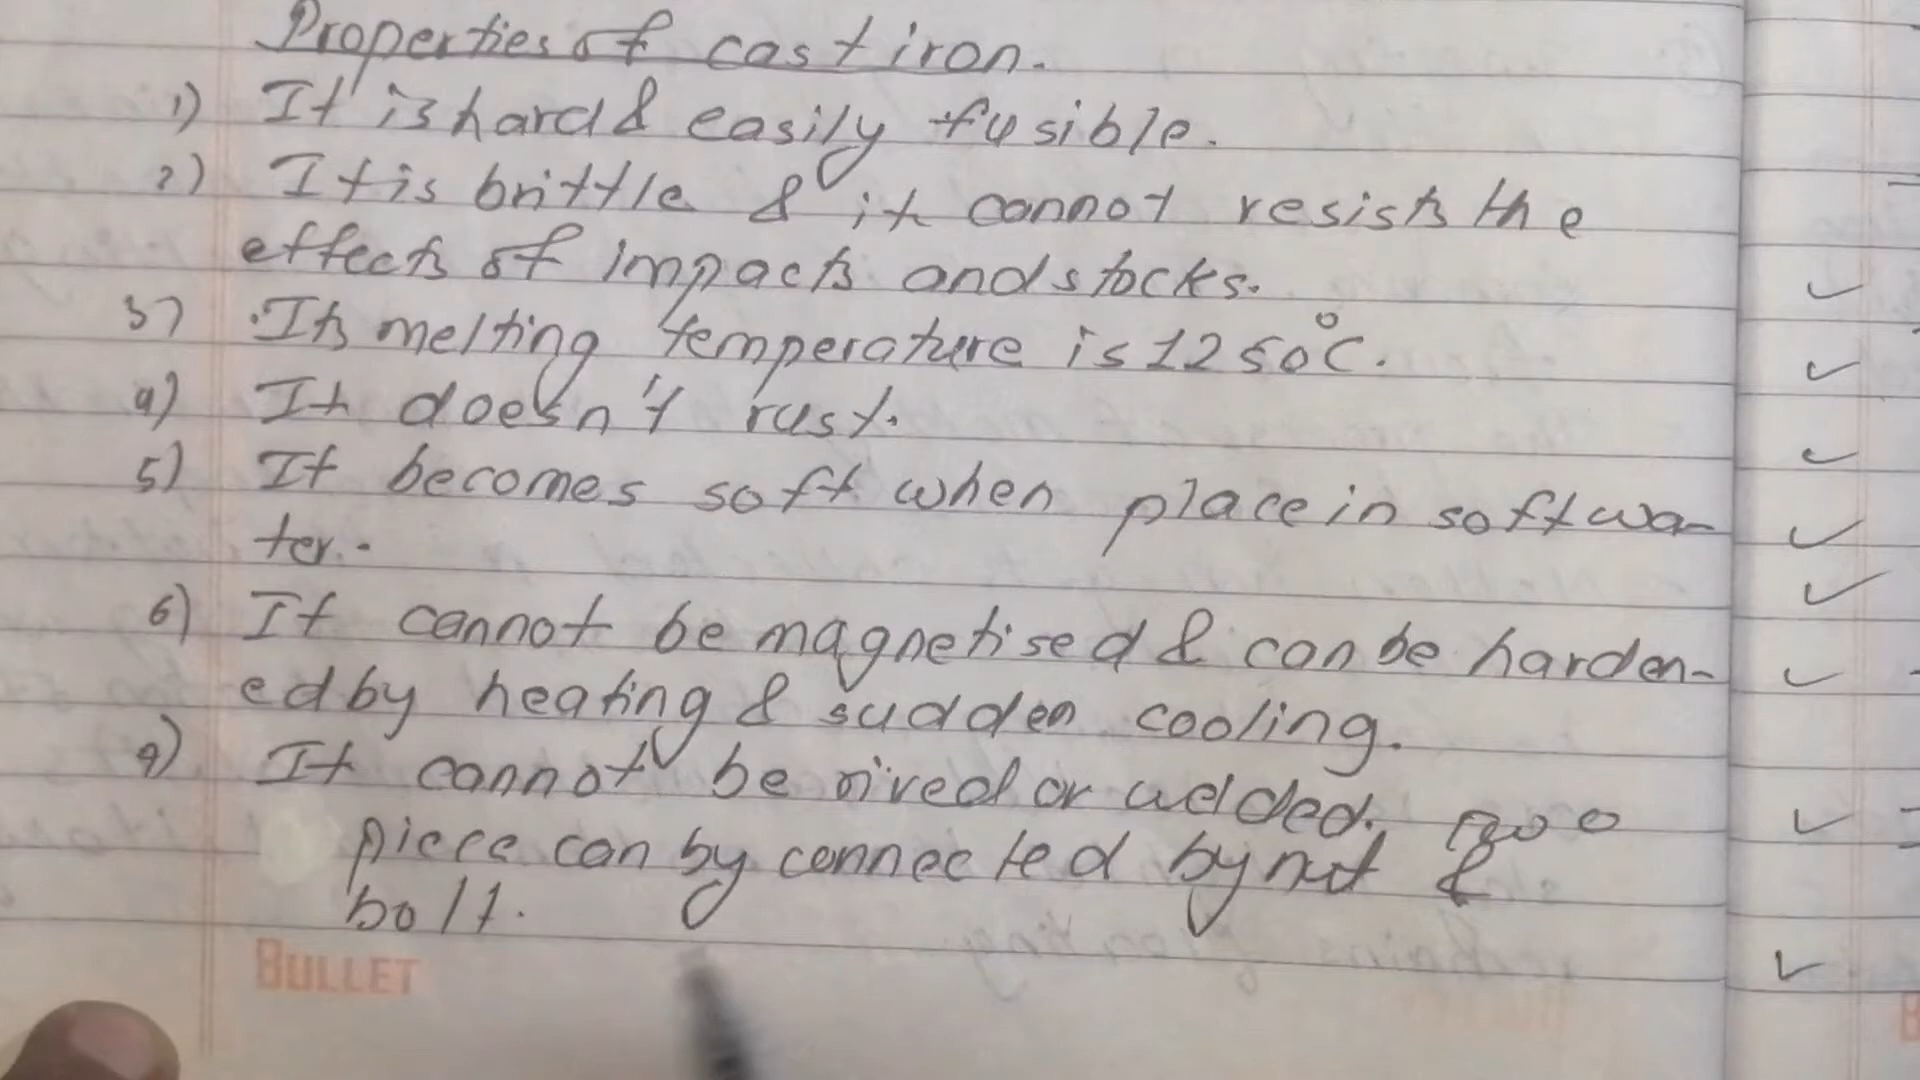 Properties of cast iron.
1) It is hard & easily fusible.
2) It is brittle & it cannot resists the
effects of impacts and stocks.
3) Its melting temperature is 1250°C.
4) It doesn't rust.
5) It becomes soft when place in soft wa-
ter.
6) It cannot be magnetised & can be harden-
ed by heating & sudden cooling.
It cannot be rived or welded,
piece can by connected by nut &
bolt.
BULLET